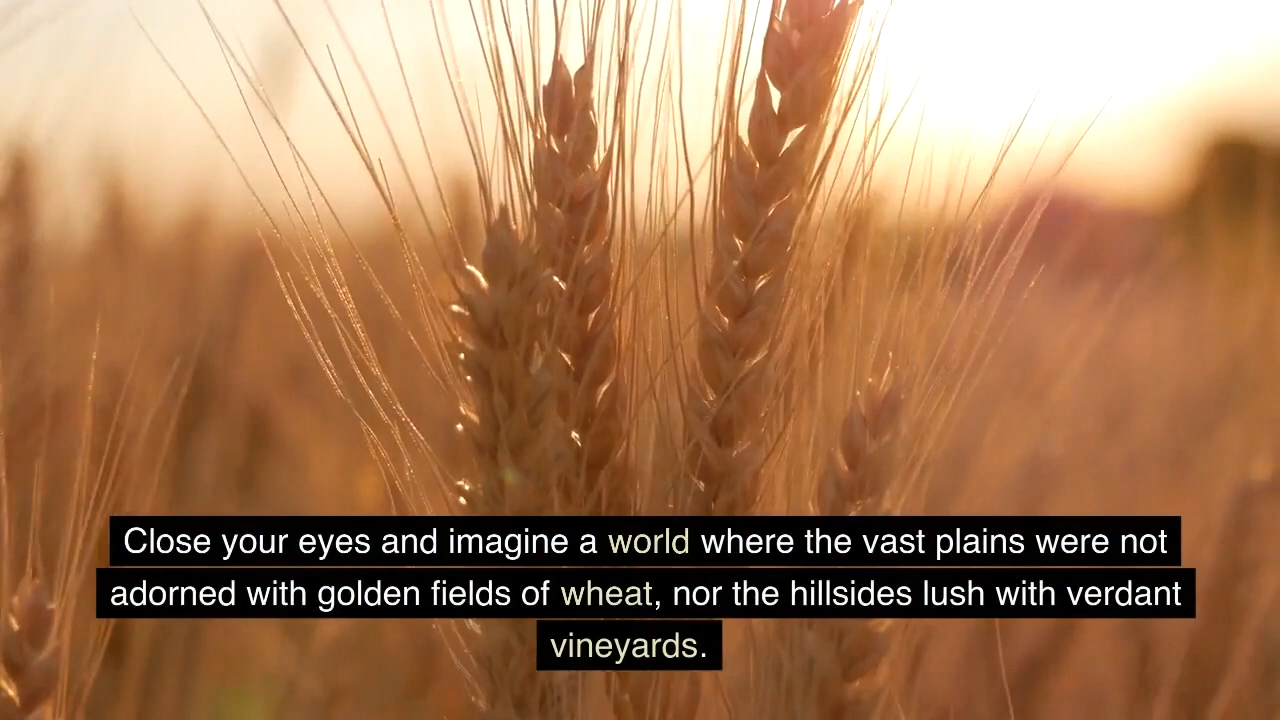 Close your eyes and imagine a world where the vast plains were not
adorned with golden fields of wheat, nor the hillsides lush with verdant
vineyards.